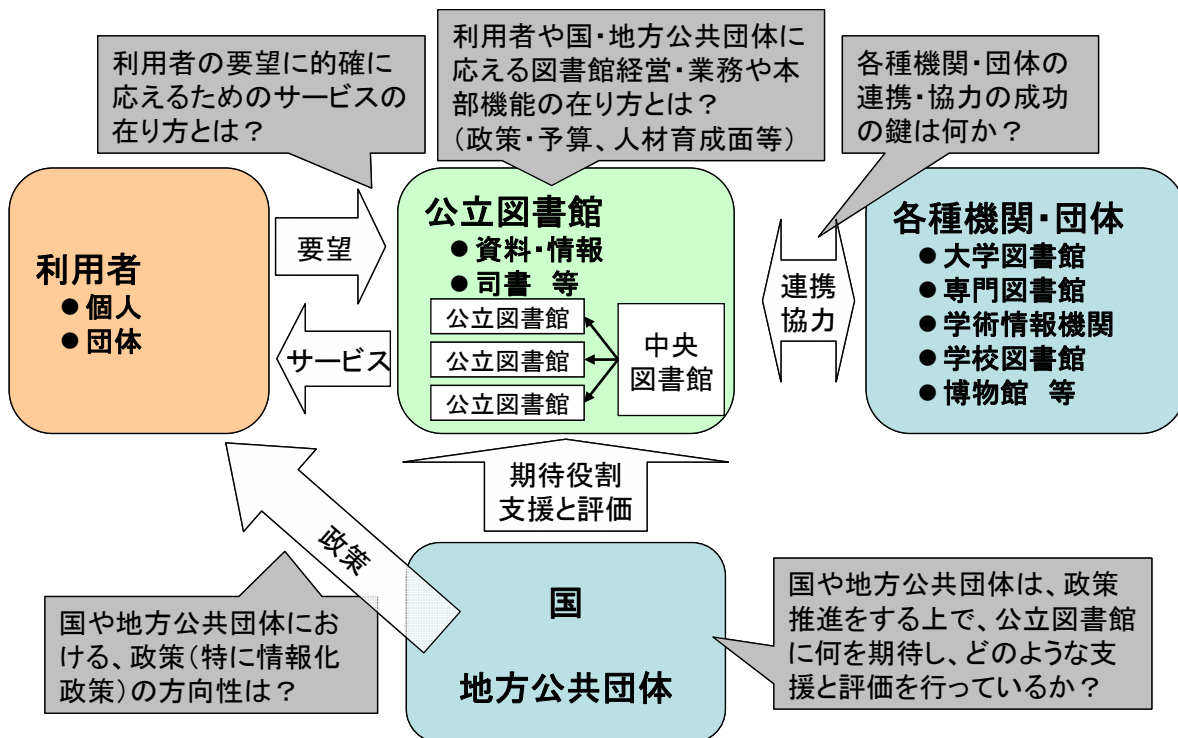 利用者の要望に的確に
応えるためのサービスの
在り方とは？
利用者や国・地方公共団体に
応える図書館経営・業務や本
部機能の在り方とは？
（政策・予算、人材育成面等）
各種機関・団体の
連携・協力の成功
の鍵は何か？
利用者
●個人
●団体
要望
サービス
公立図書館
●資料・情報
●司書 等
公立図書館
公立図書館
公立図書館
中央
図書館
連携
協力
各種機関・団体
●大学図書館
●専門図書館
●学術情報機関
●学校図書館
●博物館 等
期待役割
支援と評価
政策
国
地方公共団体
国や地方公共団体にお
ける、政策（特に情報化
政策）の方向性は？
国や地方公共団体は、政策
推進をする上で、公立図書館
に何を期待し、どのような支
援と評価を行っているか？